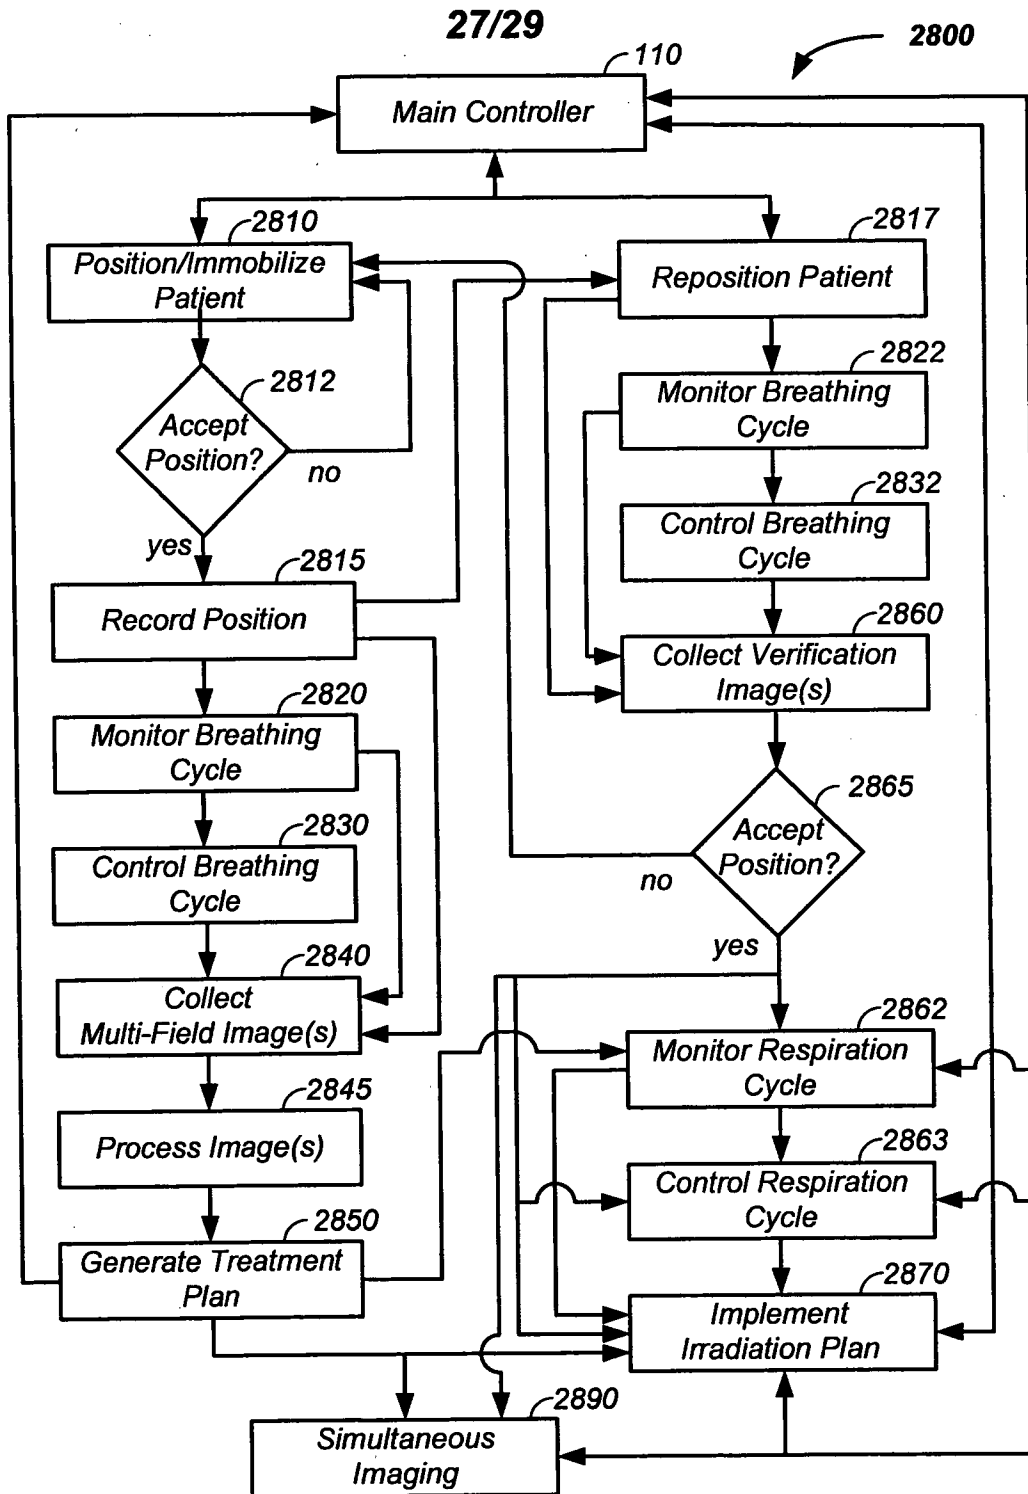 27/29
2800
110
Main Controller
2810
Position/Immobilize
Patient
2817
Reposition Patient
2812
Accept
Position?
no
yes
2822
Monitor Breathing
Cycle
2832
Control Breathing
Cycle
2815
Record Position
2860
Collect Verification
Image(s)
2820
Monitor Breathing
Cycle
2865
Accept
Position?
no
yes
2830
Control Breathing
Cycle
2840
Collect
Multi-Field Image(s)
2862
Monitor Respiration
Cycle
2845
Process Image(s)
2863
Control Respiration
Cycle
2850
Generate Treatment
Plan
2870
Implement
Irradiation Plan
2890
Simultaneous
Imaging